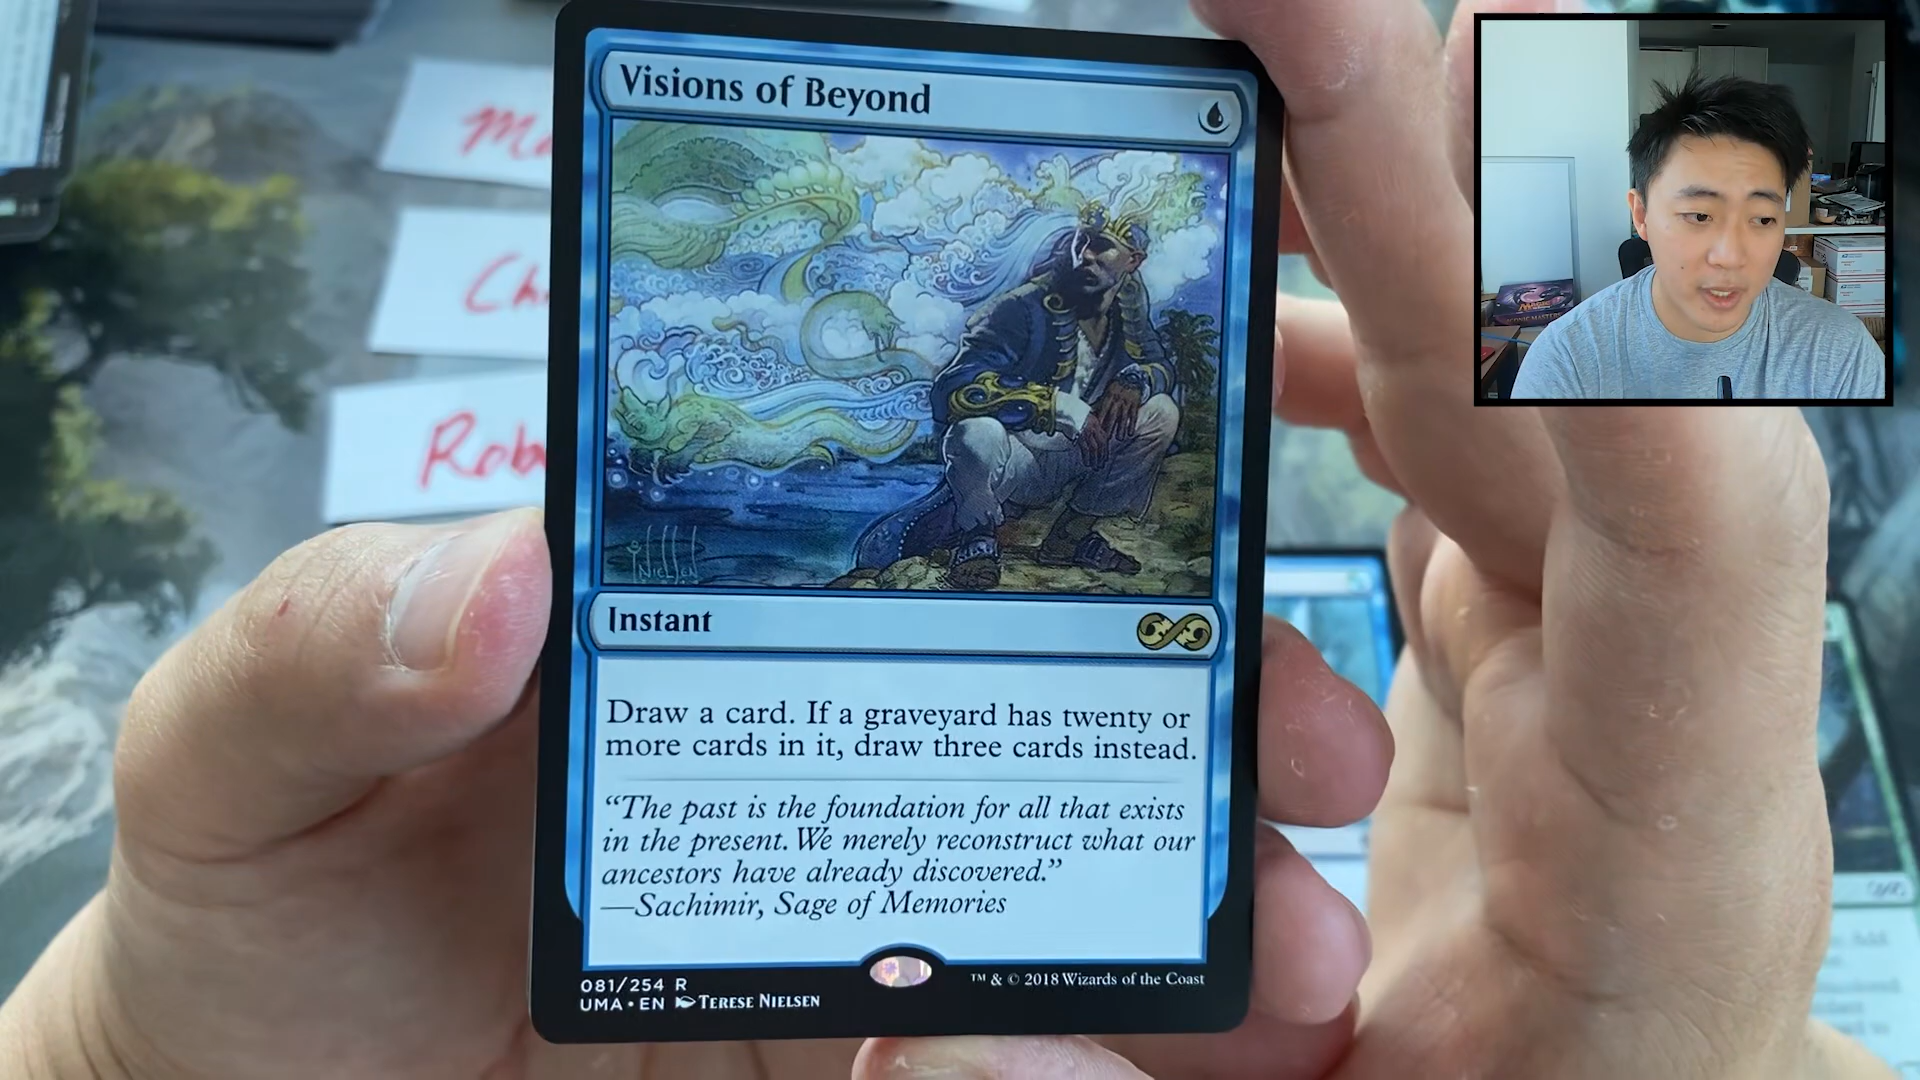 Visions of Beyond
Nielsen
Instant
Draw a card. If a graveyard has twenty or
more cards in it, draw three cards instead.
“The past is the foundation for all that exists
in the present. We merely reconstruct what our
ancestors have already discovered.”
—Sachimir, Sage of Memories
081/254 R
UMA • EN Terese Nielsen
™ & © 2018 Wizards of the Coast
MAGIC